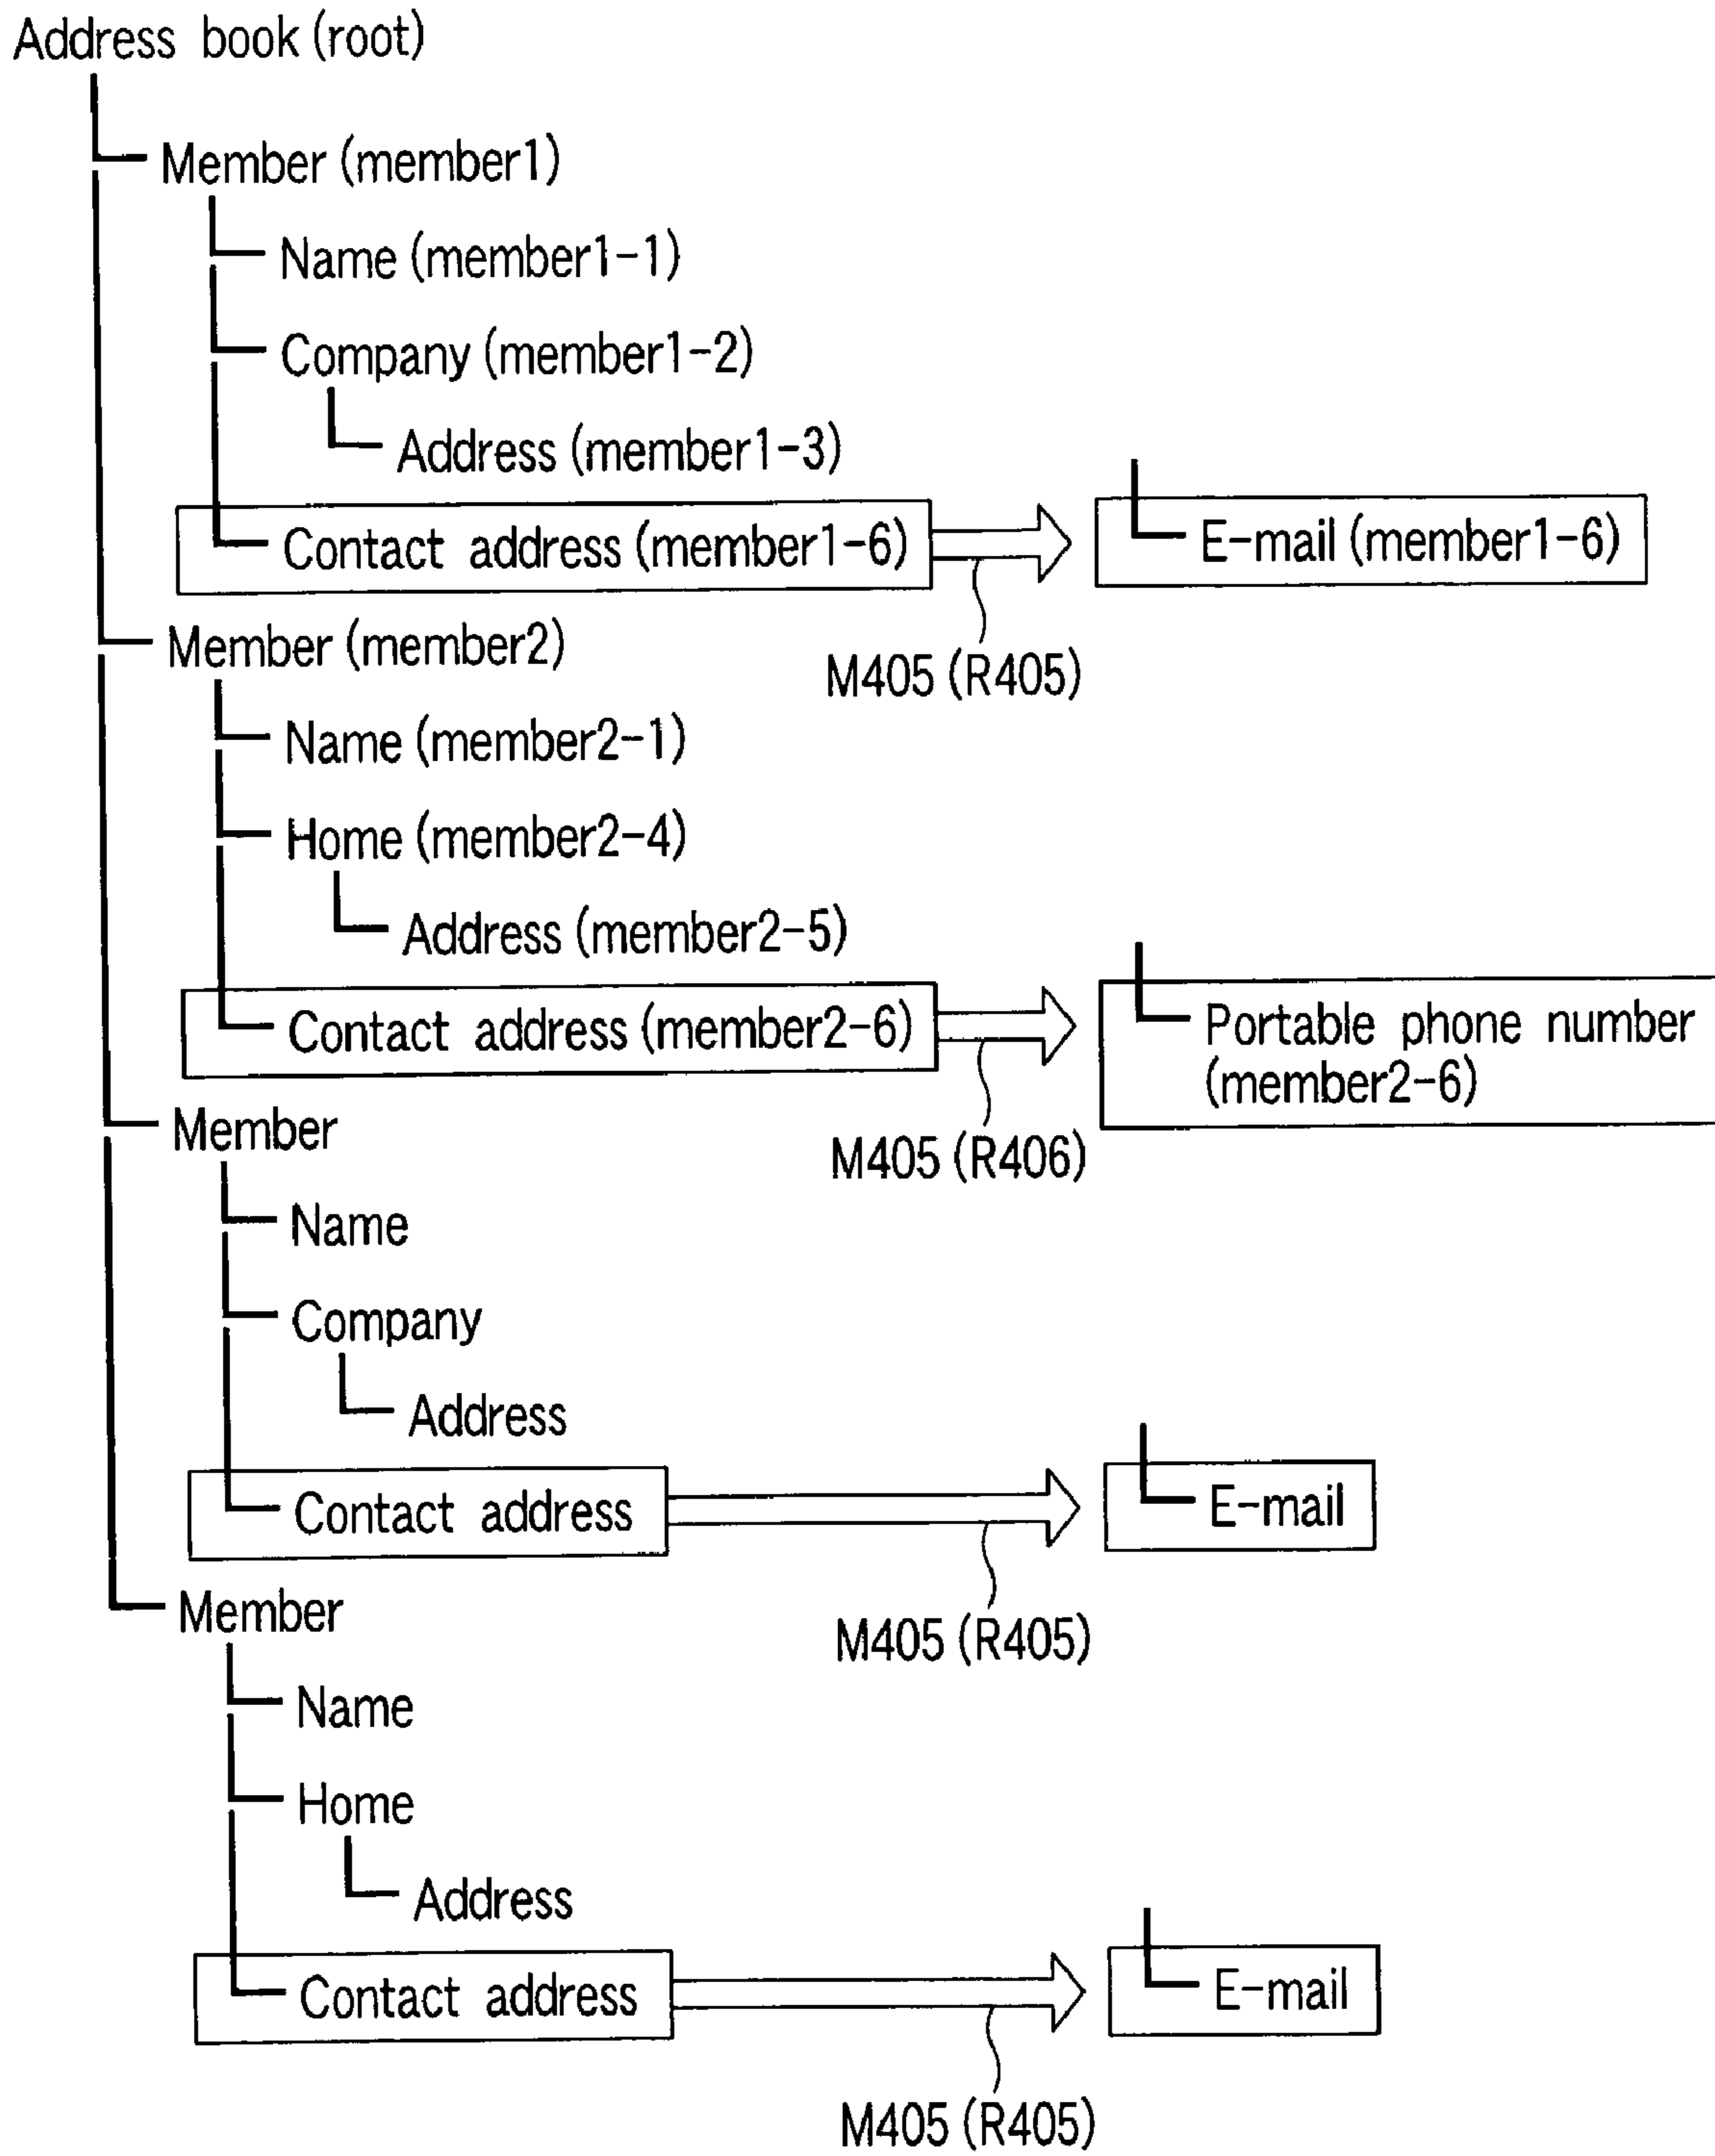 Address book (root)
Member (member1)
Name (member1-1)
Company (member1-2)
Address (member1-3)
Contact address (member1-6)
E-mail (member1-6)
M405 (R405)
Member (member2)
Name (member2-1)
Home (member2-4)
Address (member2-5)
Contact address (member2-6)
Portable phone number
(member2-6)
M405 (R406)
Member
Name
Company
Address
Contact address
E-mail
M405 (R405)
Member
Name
Home
Address
Contact address
E-mail
M405 (R405)